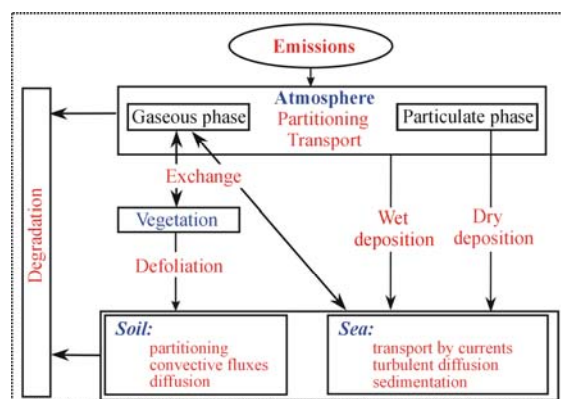 Emissions
Atmosphere
Gaseous phase
Partitioning
Transport
Particulate phase
Degradation
Exchange
Vegetation
Wet
deposition
Dry
deposition
Defoliation
Soil:
partitioning
convective fluxes
diffusion
Sea:
transport by currents
turbulent diffusion
sedimentation